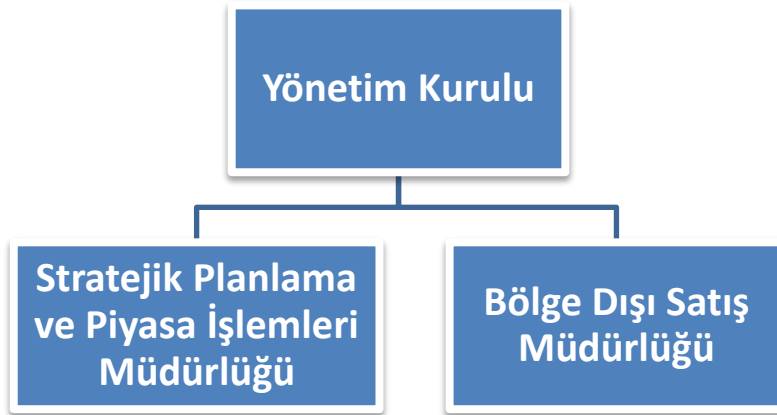 Yönetim Kurulu
Stratejik Planlama
ve Piyasa İşlemleri
Müdürlüğü
Bölge Dışı Satış
Müdürlüğü